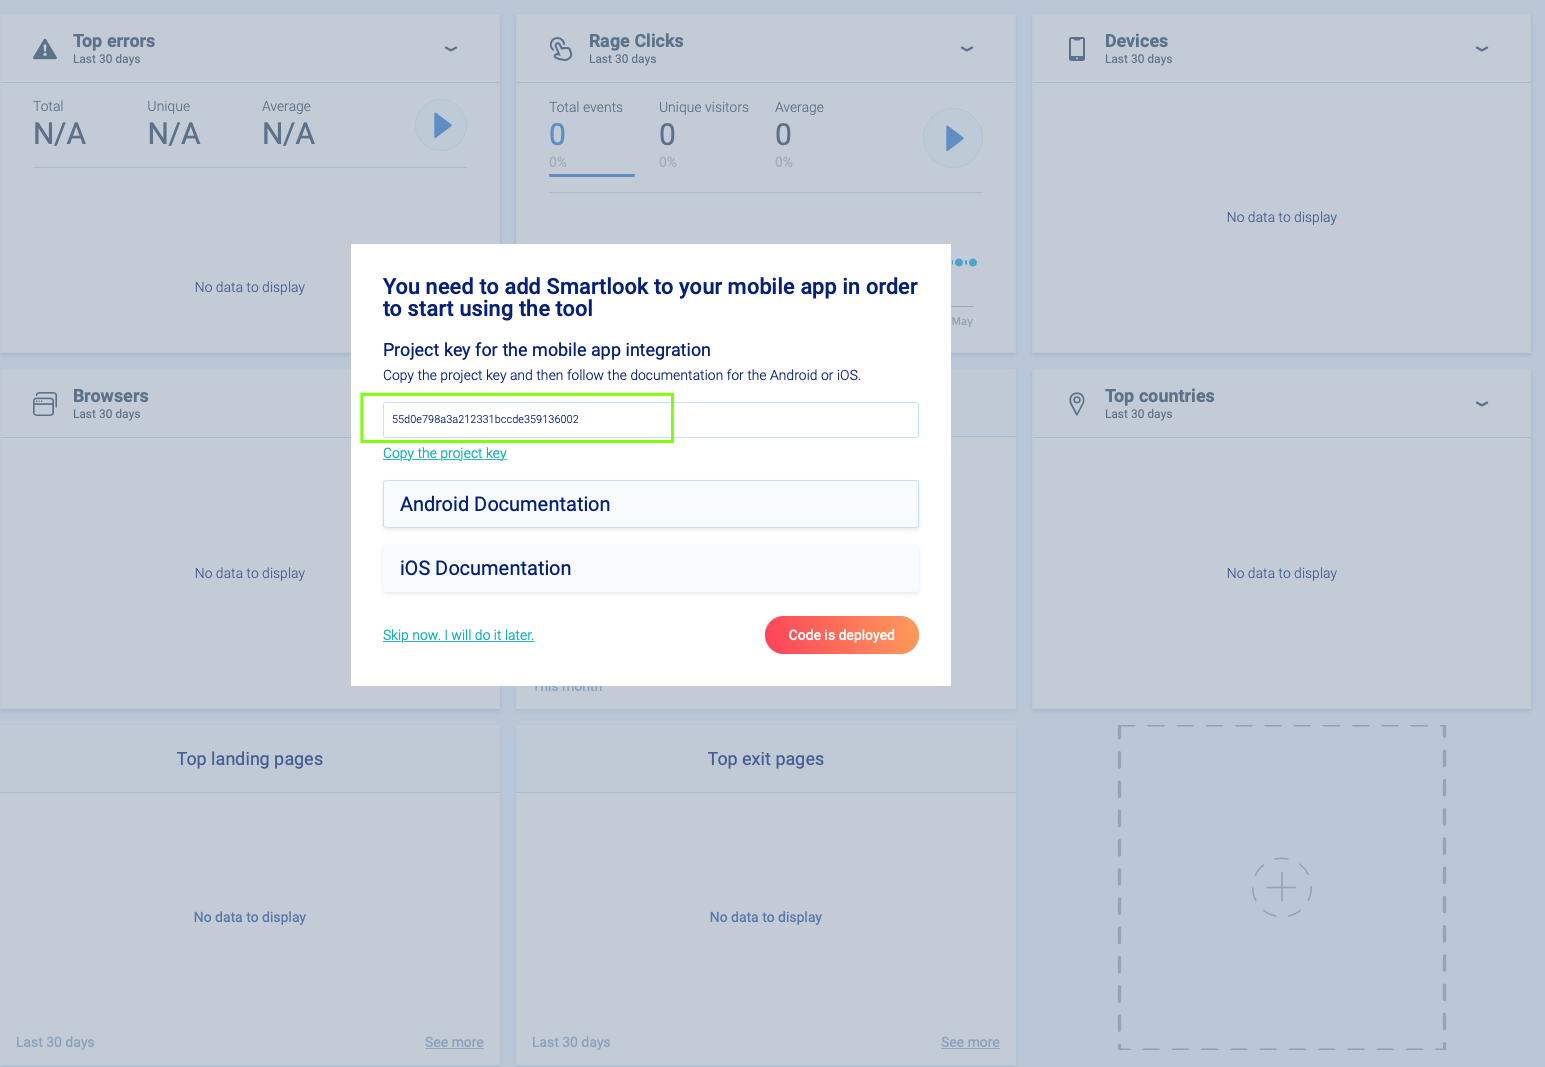 Top errors
Last 30 days
Total
Unique
Average
N/A
N/A
N/A
No data to display
Rage Clicks
Last 30 days
Total events
Unique visitors
Average
0
0
0
0%
0%
0%
May
Devices
Last 30 days
No data to display
You need to add Smartlook to your mobile app in order
to start using the tool
Project key for the mobile app integration
Copy the project key and then follow the documentation for the Android or iOS.
55d0e798a3a212331bccde359136002
Copy the project key
Android Documentation
iOS Documentation
Skip now. I will do it later.
Code is deployed
Browsers
Last 30 days
No data to display
This month
Top countries
Last 30 days
No data to display
Top landing pages
No data to display
Last 30 days
See more
Top exit pages
No data to display
Last 30 days
See more